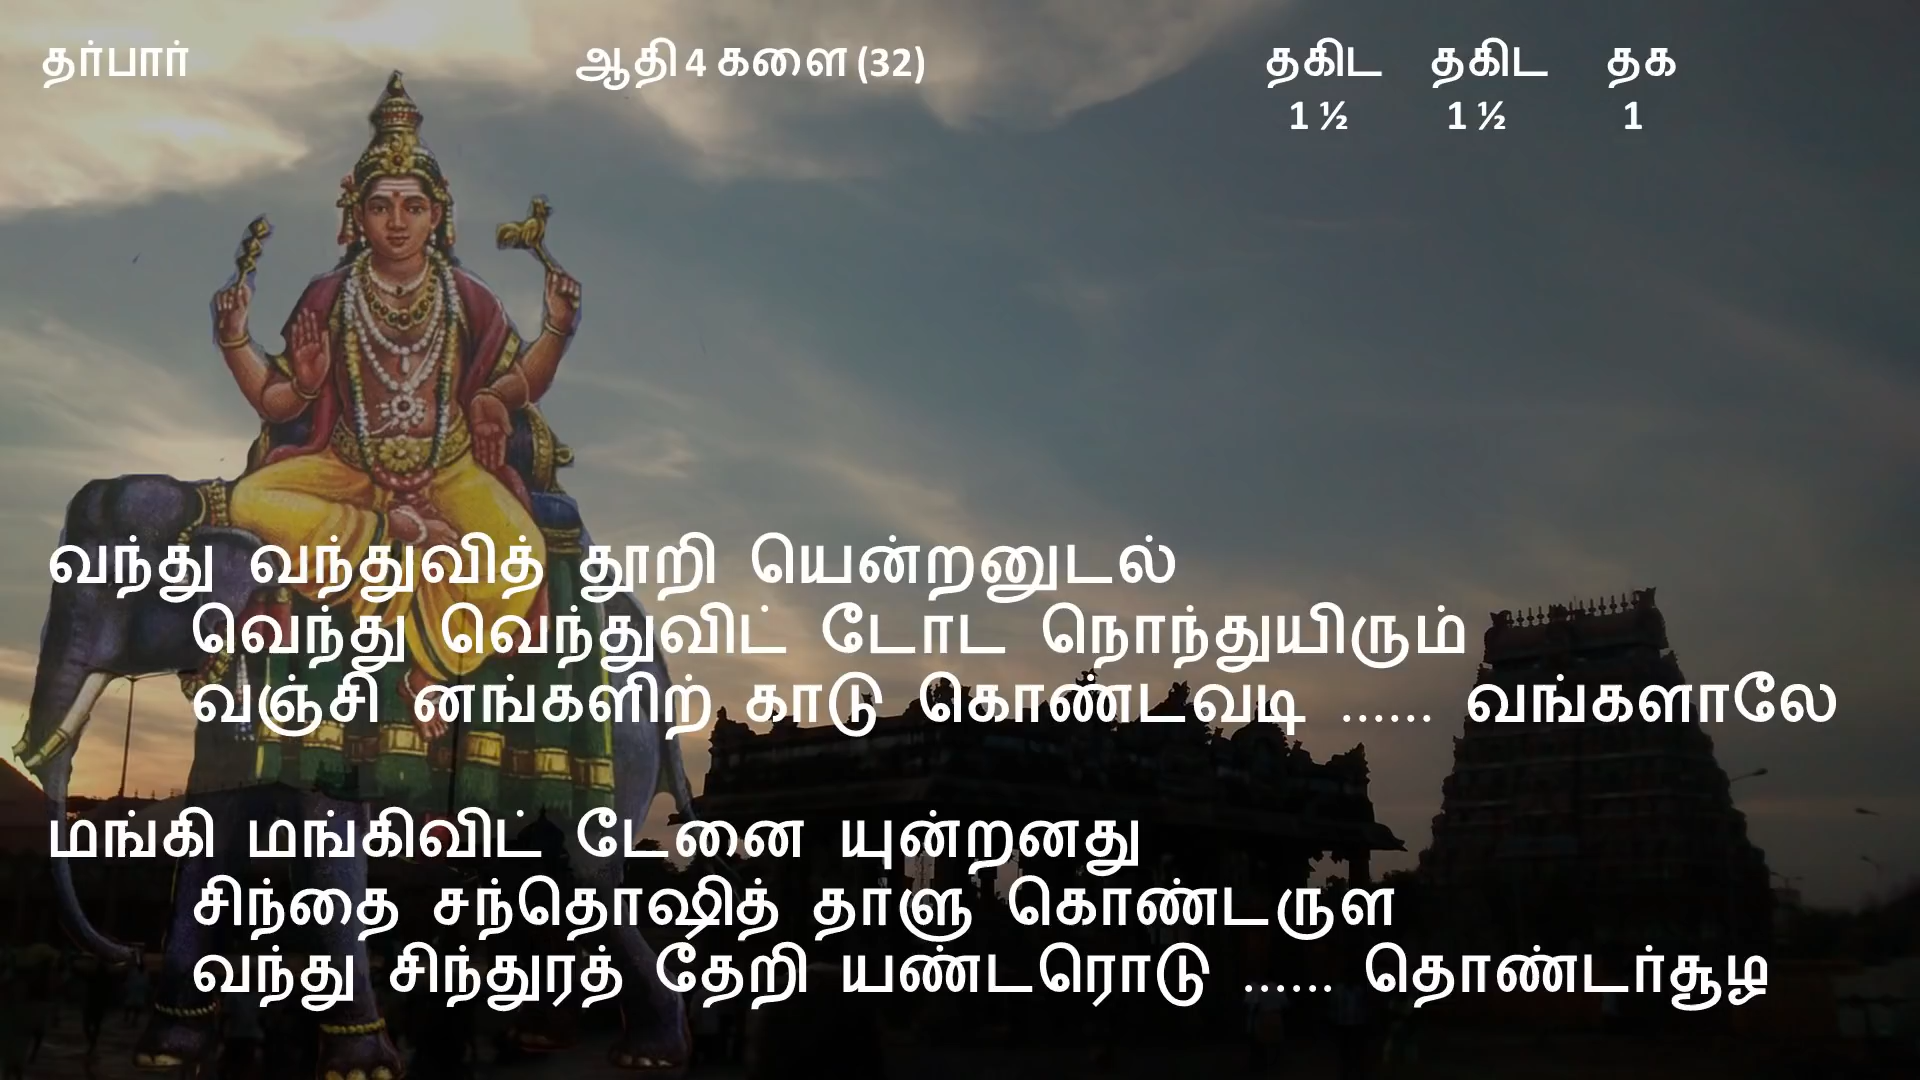 தர்பார் ஆதி 4 களை (32) தகிட தகிட தக
1 ½ 1 ½ 1
வந்து வந்துவித் தூறி யென்றனுடல்
வெந்து வெந்துவிட் டோட நொந்துயிரும்
வஞ்சி னங்களிற் காடு கொண்டவடி ...... வங்களாலே
மங்கி மங்கிவிட் டேனை யுன்றனது
சிந்தை சந்தொஷித் தாளு கொண்டருள
வந்து சிந்துரத் தேறி யண்டரொடு ...... தொண்டர்சூழ